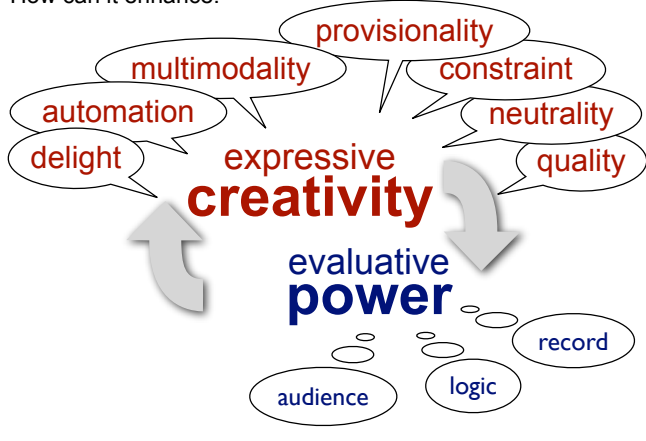 How can it enhance?
provisionality
multimodality
constraint
automation
neutrality
delight
expressive
quality
creativity
evaluative
power
record
logic
audience